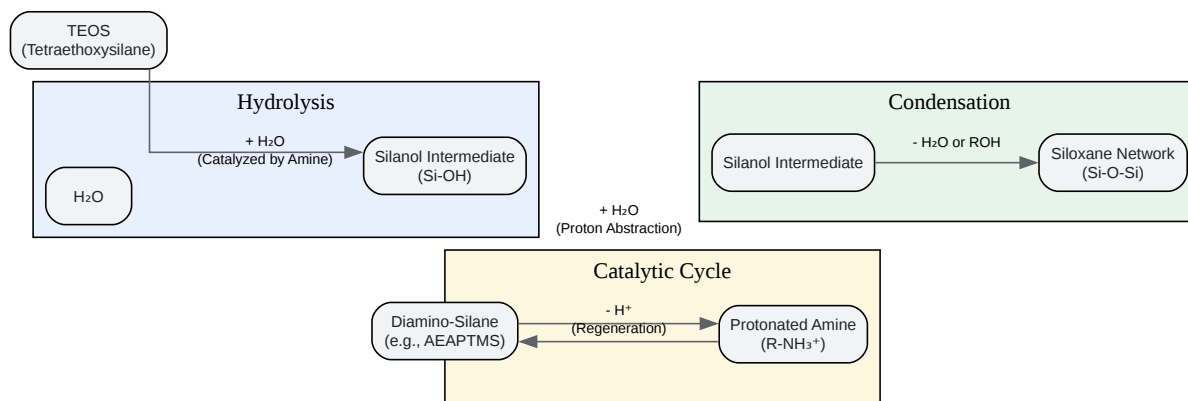 TEOS
(Tetraethoxysilane)
Hydrolysis
+ H₂O
(Catalyzed by Amine)
Silanol Intermediate
(Si-OH)
H₂O
Condensation
Silanol Intermediate
- H₂O or ROH
Siloxane Network
(Si-O-Si)
+ H₂O
(Proton Abstraction)
Catalytic Cycle
Diamino-Silane
(e.g., AEAPTMS)
- H⁺
(Regeneration)
Protonated Amine
(R-NH₃⁺)